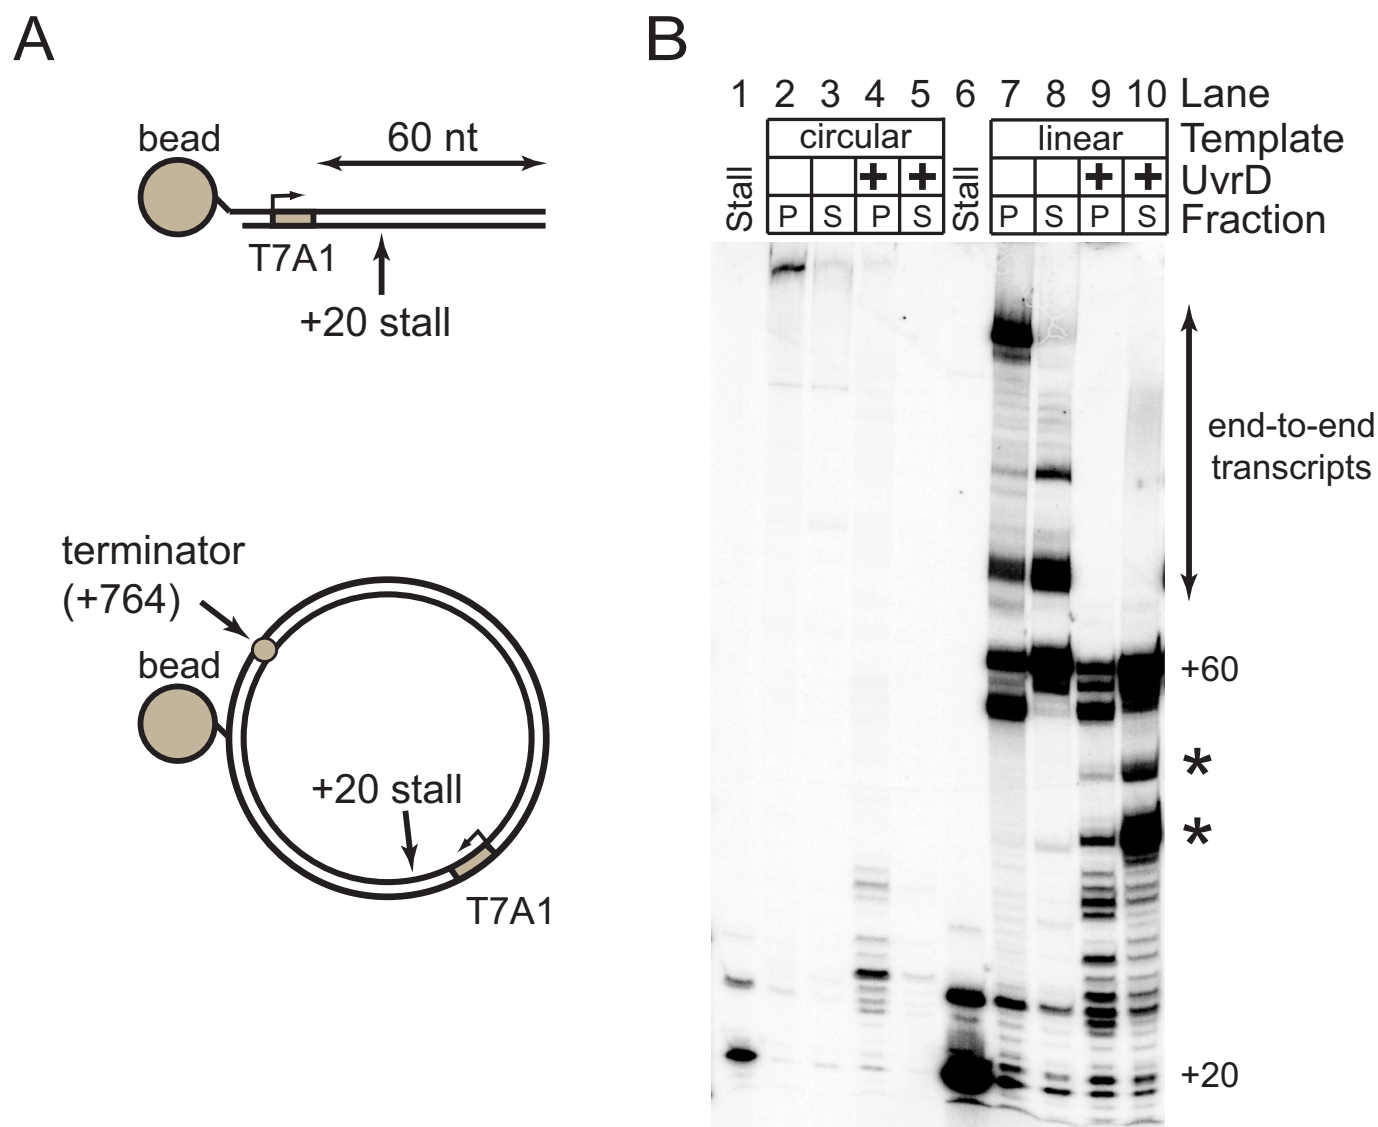 A
bead
60 nt
T7A1
+20 stall
terminator
(+764)
bead
+20 stall
T7A1
B
1 2 3 4 5 6 7 8 9 10 Lane
circular linear Template
Stall + + Stall + + UvrD
P S P S P S P S Fraction
end-to-end
transcripts
+60
*
*
+20